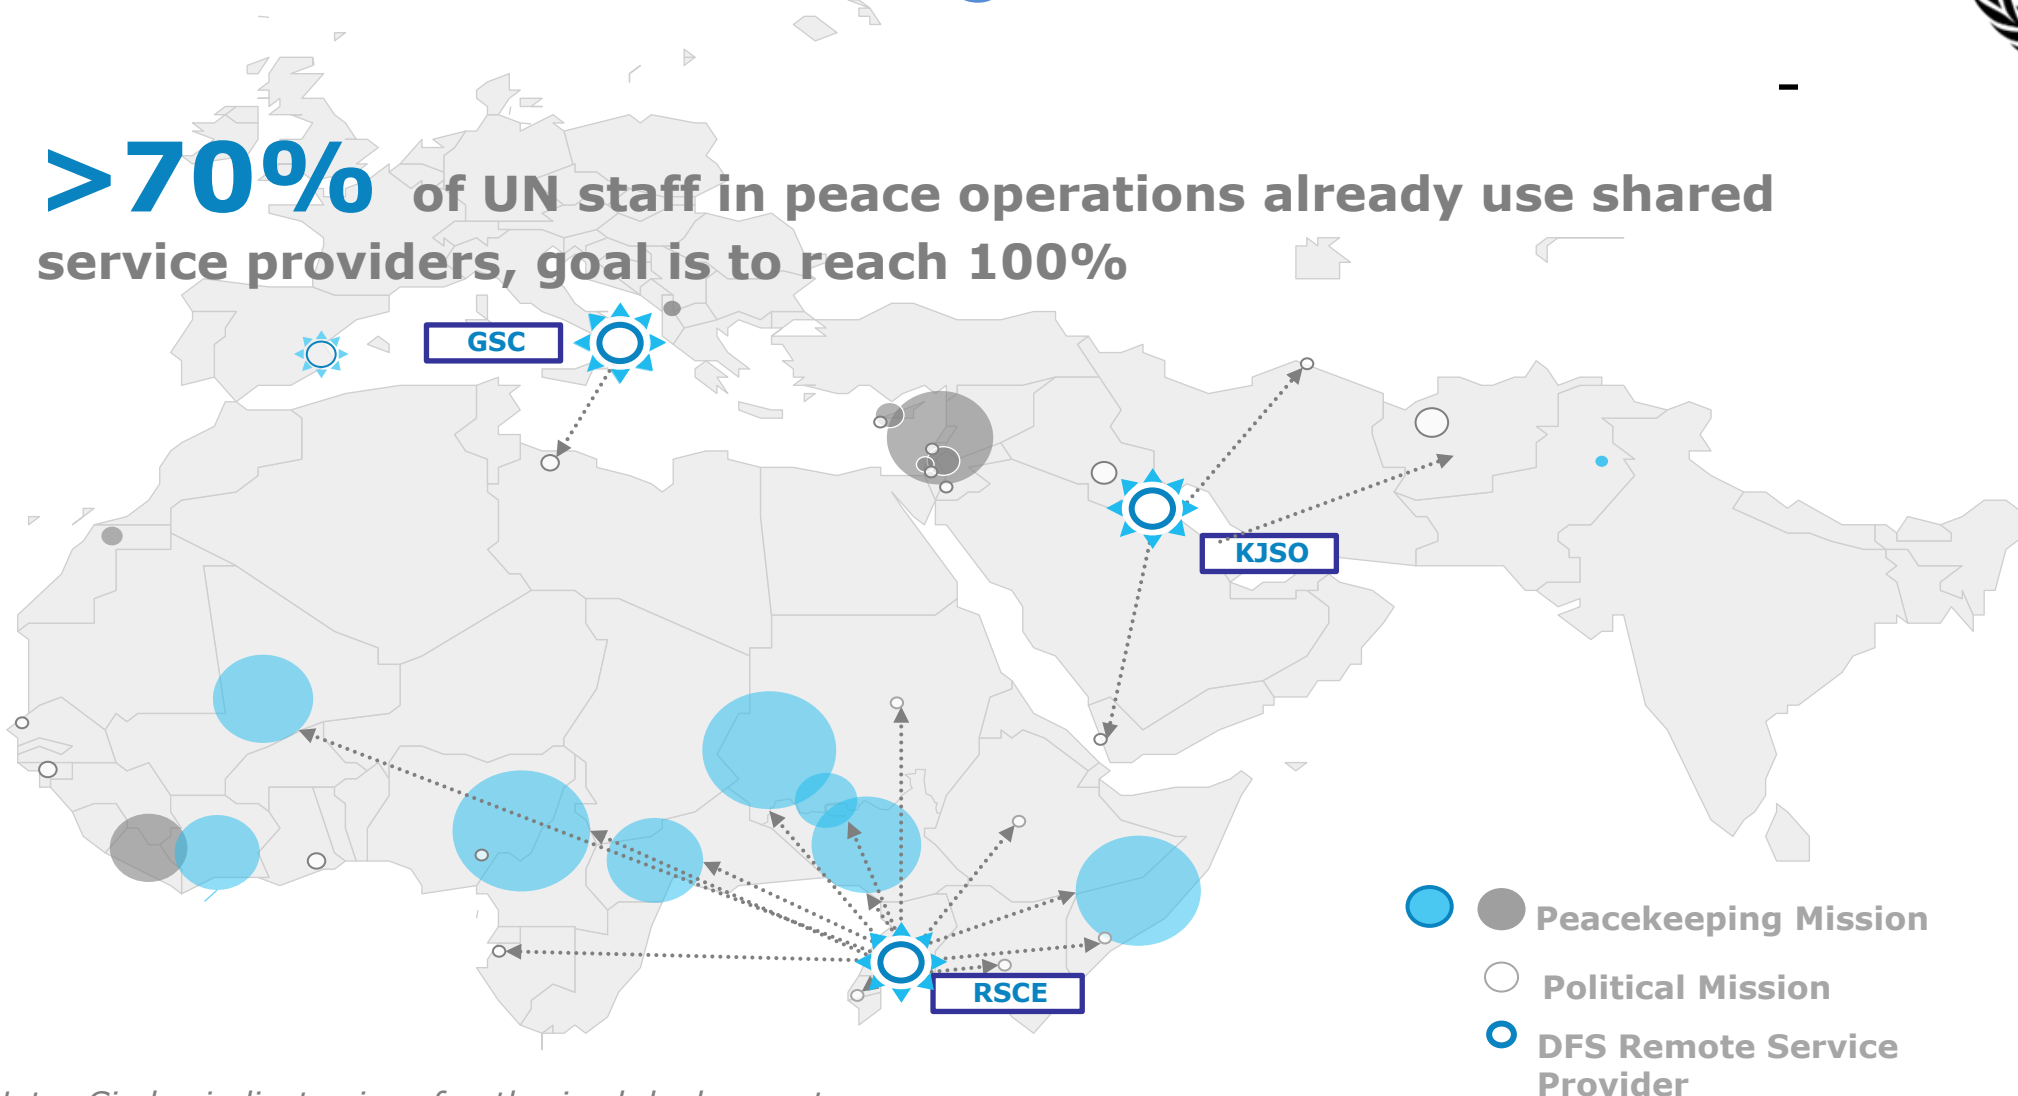 -
>70% of UN staff in peace operations already use shared
service providers, goal is to reach 100%
GSC
KJSO
RSCE
Peacekeeping Mission
Political Mission
DFS Remote Service
Provider